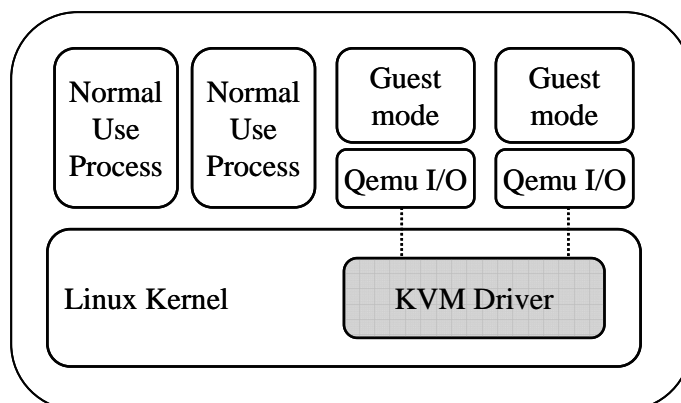 Normal
Use
Process
Normal
Use
Process
Guest
mode
Guest
mode
Qemu I/O
Qemu I/O
Linux Kernel
KVM Driver